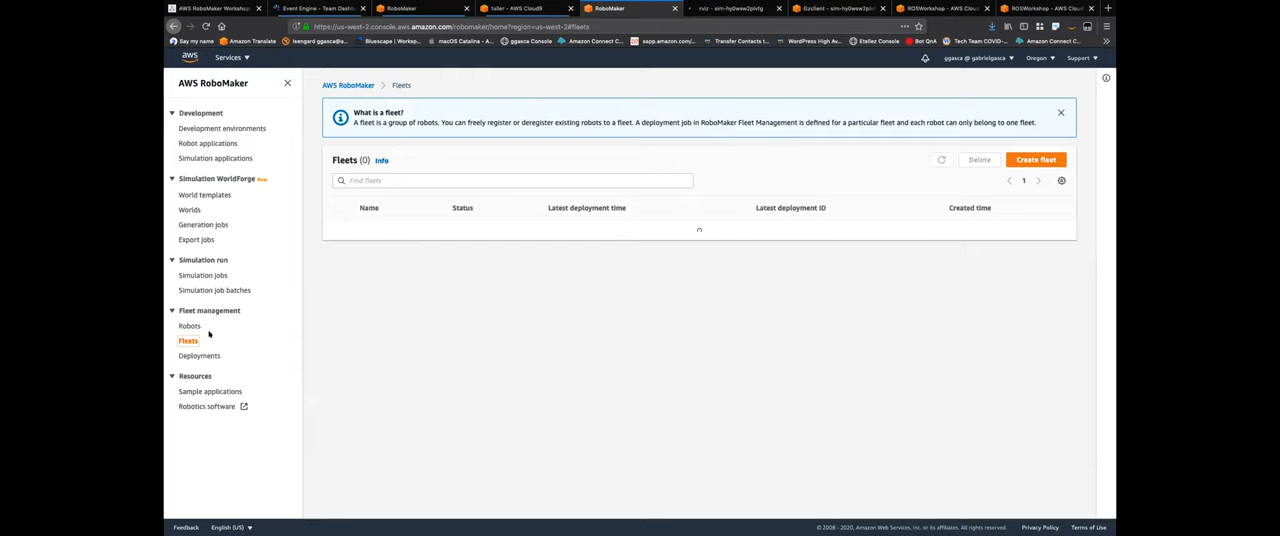 AWS RoboMaker Workshop
Event Engine - Team Dashb
RoboMaker
tsller - AWS Cloud9
RoboMaker
rviz - sim-hy0wsw2plvfg
Gzclient - sim-hy0wsw2plvfg
ROSWorkshop - AWS Cloud
ROSWorkshop - AWS Cloud
https://us-west-2.console.aws.amazon.com/robomaker/home?region=us-west-2#fleets
Say my name
Amazon Translate
Isengard ggasca@e...
Bluescape - Worksp...
macOS Catalina - A...
ggasca Console
Amazon Connect C...
sapp.amazon.com/...
Transfer Contacts t...
WordPress High Av...
Etellez Console
Bot QnA
Tech Team COVID-...
Amazon Connect C...
aws
Services
ggasca @ gabrielgasca
Oregon
Support
AWS RoboMaker
Development
Development environments
Robot applications
Simulation applications
Simulation WorldForge New
World templates
Worlds
Generation jobs
Export jobs
Simulation run
Simulation jobs
Simulation job batches
Fleet management
Robots
Fleets
Deployments
Resources
Sample applications
Robotics software
AWS RoboMaker > Fleets
What is a fleet?
A fleet is a group of robots. You can freely register or deregister existing robots to a fleet. A deployment job in RoboMaker Fleet Management is defined for a particular fleet and each robot can only belong to one fleet.
Fleets (0) Info
Delete
Create fleet
Find fleets
1
Name
Status
Latest deployment time
Latest deployment ID
Created time
Feedback
English (US)
© 2008 - 2020, Amazon Web Services, Inc. or its affiliates. All rights reserved.
Privacy Policy
Terms of Use